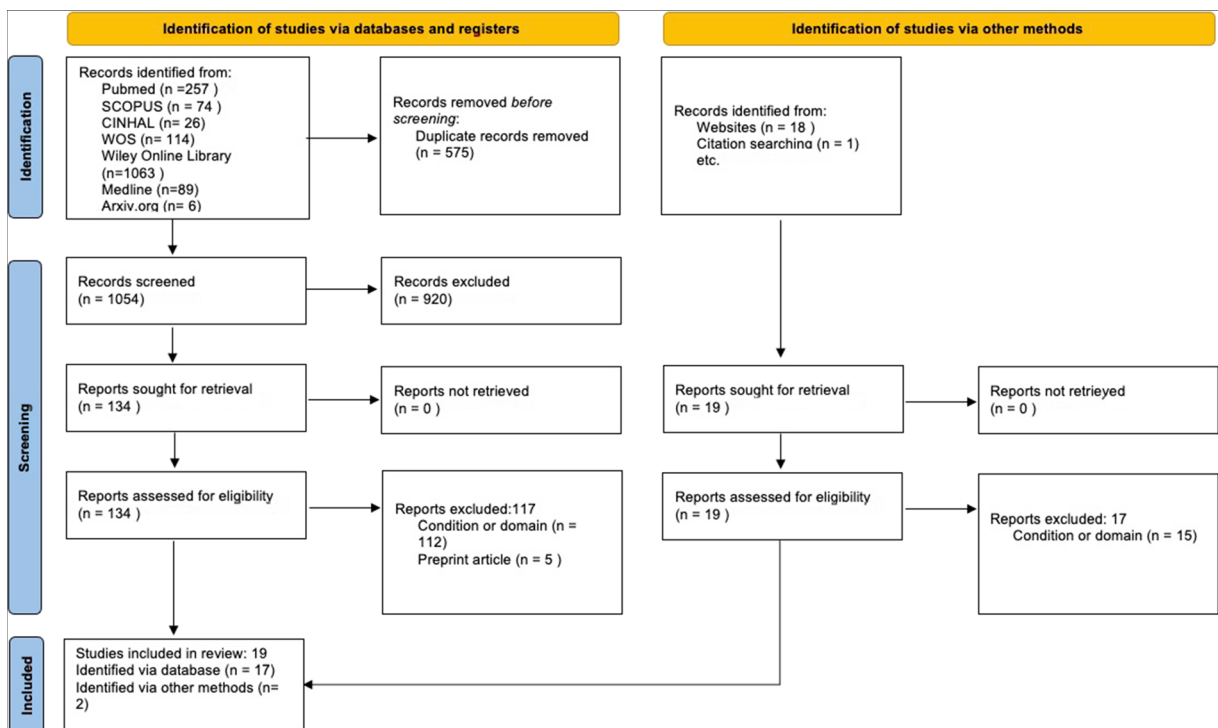 Identification of studies via databases and registers
Identification of studies via other methods
Identification
Records identified from:
Pubmed (n =257 )
SCOPUS (n = 74 )
CINHAL (n = 26)
WOS (n= 114)
Wiley Online Library
(n=1063 )
Medline (n=89)
Arxiv.org (n= 6)
Records removed before
screening:
Duplicate records removed
(n = 575)
Records identified from:
Websites (n = 18 )
Citation searching (n = 1)
etc.
Screening
Records screened
(n = 1054)
Records excluded
(n = 920)
Reports sought for retrieval
(n = 134 )
Reports not retrieved
(n = 0 )
Reports sought for retrieval
(n = 19 )
Reports not retrieyed
(n = 0 )
Reports assessed for eligibility
(n = 134 )
Reports excluded:117
Condition or domain (n =
112)
Preprint article (n = 5 )
Reports assessed for eligibility
(n = 19 )
Reports excluded: 17
Condition or domain (n = 15)
Included
Studies included in review: 19
Identified via database (n = 17)
Identified via other methods (n=
2)